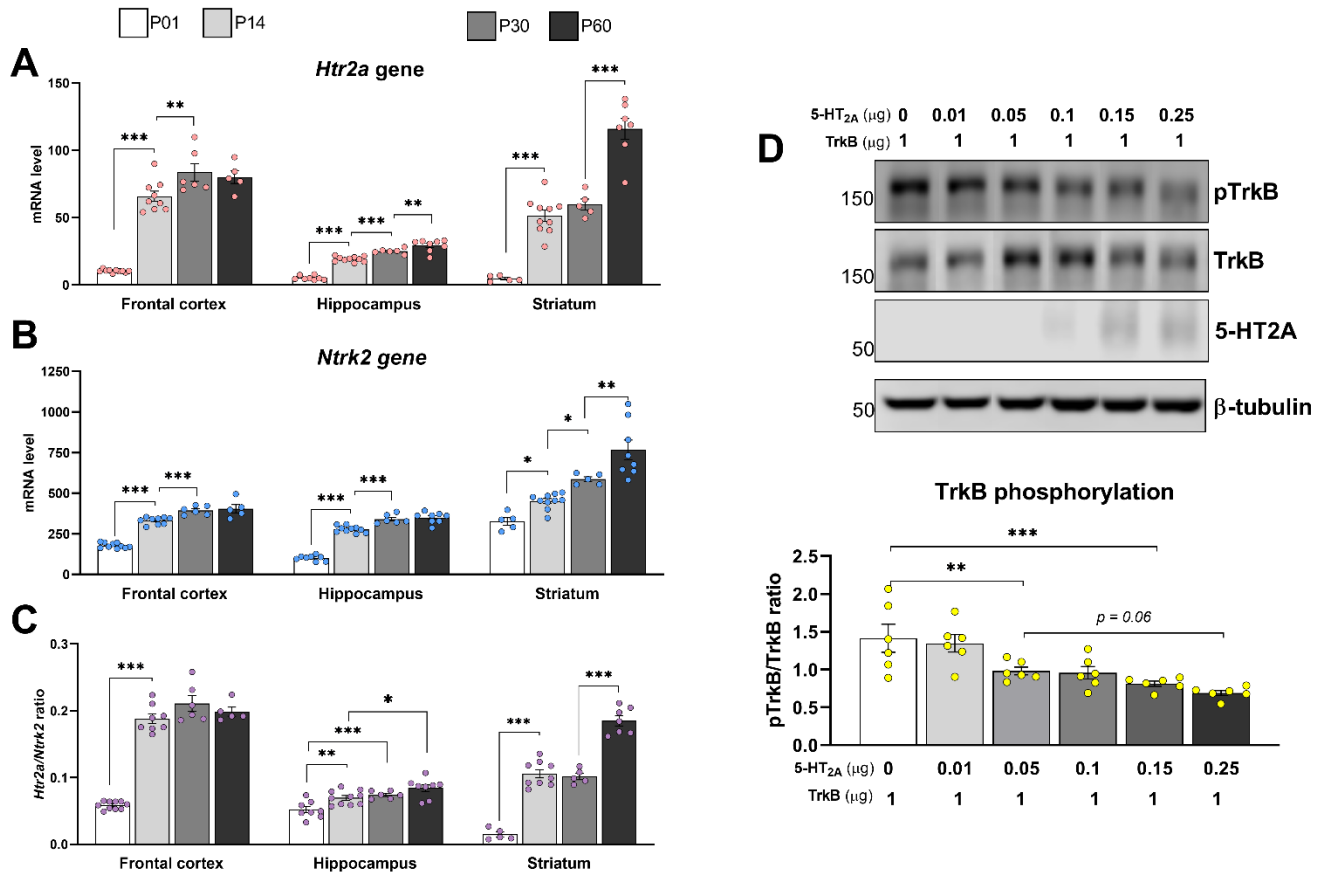 P01 P14 P30 P60
A
Htr2a gene
mRNA level
150
100
50
0
*** ** *** *** ** *** ***
Frontal cortex Hippocampus Striatum
B
Ntrk2 gene
mRNA level
1250
1000
750
500
250
0
*** *** *** *** * * **
Frontal cortex Hippocampus Striatum
C
Htr2a/Ntrk2 ratio
0.3
0.2
0.1
0.0
*** ** *** * *** ***
Frontal cortex Hippocampus Striatum
D
5-HT2A (μg) 0 0.01 0.05 0.1 0.15 0.25
TrkB (μg) 1 1 1 1 1 1
150 pTrkB
150 TrkB
50 5-HT2A
50 β-tubulin
TrkB phosphorylation
pTrkB/TrkB ratio
2.5
2.0
1.5
1.0
0.5
0.0
***
**
p = 0.06
5-HT2A (μg) 0 0.01 0.05 0.1 0.15 0.25
TrkB (μg) 1 1 1 1 1 1